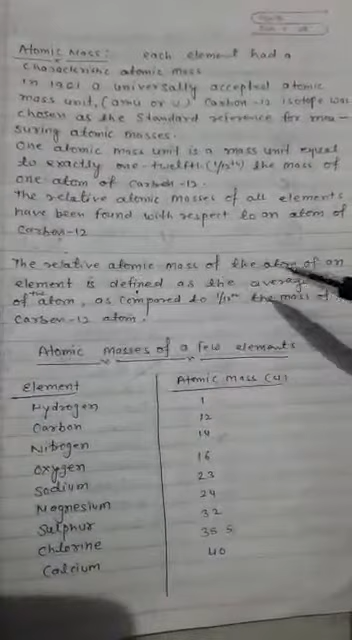 Atomic Mass: each element had a
characteristic atomic mass
in 1961 a universally accepted atomic
mass unit, (amu or u) Carbon-12 isotope was
chosen as the Standard reference for mea-
suring atomic masses.
One atomic mass unit is a mass unit equal
to exactly one-twelfth (1/12th) the mass of
one atom of Carbon-12.
The relative atomic masses of all elements
have been found with respect to an atom of
Carbon-12
The relative atomic mass of the atom of an
element is defined as the average
of the atom, as compared to 1/12th the mass of
Carbon-12 atom.
Atomic Masses of a few elements
Element Atomic Mass (u)
Hydrogen 1
Carbon 12
Nitrogen 14
Oxygen 16
Sodium 23
Magnesium 24
Sulphur 32
Chlorine 35.5
Calcium 40